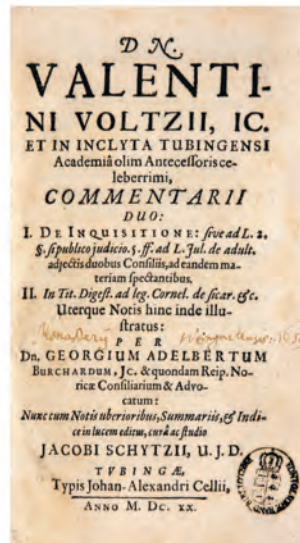 D N.
VALENTI-
NI VOLTZII, IC.
ET IN INCLYTA TUBINGENSI
Academiâ olim Antecessoris ce-
leberrimi,
COMMENTARII
DUO:
I. DE INQUISITIONE: sive ad L. 2.
§. si publico judicio. 5. ff. ad L. Jul. de adult.
adjectis duobus Consiliis, ad eandem ma-
teriam spectantibus.
II. In Tit. Digest. ad leg. Cornel. de sicar. &c.
Uterque Notis hinc inde illu-
stratus:
PER
Dn. GEORGIUM ADELBERTUM
BURCHARDUM, Jc. & quondam Reip. No-
ricæ Consiliarium & Advo-
catum:
Nunc cum Notis uberioribus, Summariis, & Indi-
ce in lucem editus, curâ ac studio
JACOBI SCHYTZII, U. J. D.
TVBINGÆ,
Typis Johan-Alexandri Cellii,
ANNO M. DC. XX.